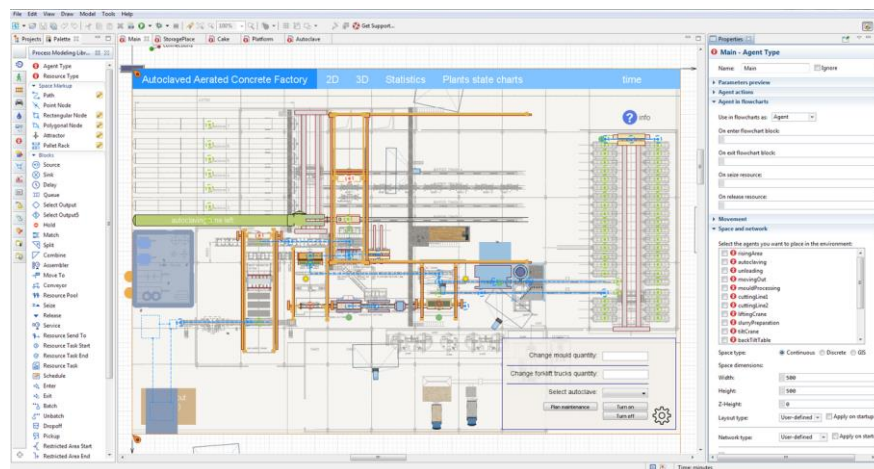 File Edit View Draw Model Tools Help
100%
Get Support...
Projects Palette
Main StoragePlace Cake Platform Autoclave
Properties
Process Modeling Libr...
Agent Type
Resource Type
Space Markup
Path
Point Node
Rectangular Node
Polygonal Node
Attractor
Pallet Rack
Blocks
Source
Sink
Delay
Queue
Select Output
Select Output5
Hold
Match
Split
Combine
Assembler
Move To
Conveyor
Resource Pool
Seize
Release
Service
Resource Send To
Resource Task Start
Resource Task End
Resource Task
Schedule
Enter
Exit
Batch
Unbatch
Dropoff
Pickup
Restricted Area Start
Restricted Area End
connections
Autoclaved Aerated Concrete Factory 2D 3D Statistics Plants state charts time
info
Change mould quantity:
Change forklift trucks quantity:
Select autoclave:
Plan maintenance
Turn on
Turn off
Main - Agent Type
Name: Main Ignore
Parameters preview
Agent actions
Agent in flowcharts
Use in flowcharts as: Agent
On enter flowchart block:
On exit flowchart block:
On seize resource:
On release resource:
Movement
Space and network
Select the agents you want to place in the environment:
risingArea
autoclaving
unloading
movingOut
mouldProcessing
cuttingLine1
cuttingLine2
liftingCrane
slurryPreparation
tiltCrane
backTiltTable
Space type: Continuous Discrete GIS
Space dimensions:
Width: 500
Height: 500
Z-Height: 0
Layout type: User-defined Apply on startup
Network type: User-defined Apply on startup
Time: minutes